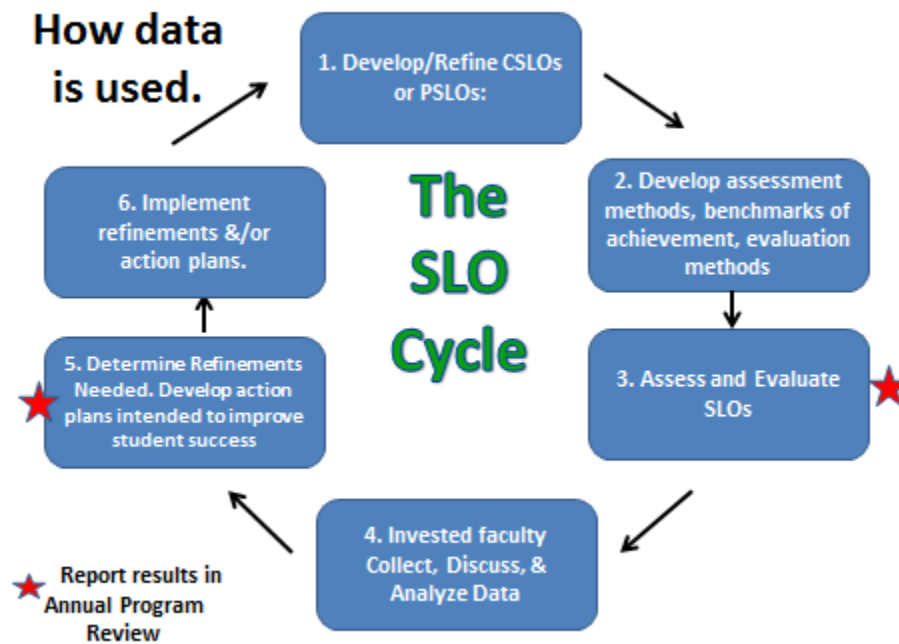 How data
is used.
1. Develop/Refine CSLOs
or PSLOs:
2. Develop assessment
methods, benchmarks of
achievement, evaluation
methods
3. Assess and Evaluate
SLOs
4. Invested faculty
Collect, Discuss, &
Analyze Data
5. Determine Refinements
Needed. Develop action
plans intended to improve
student success
6. Implement
refinements &/or
action plans.
The
SLO
Cycle
Report results in
Annual Program
Review